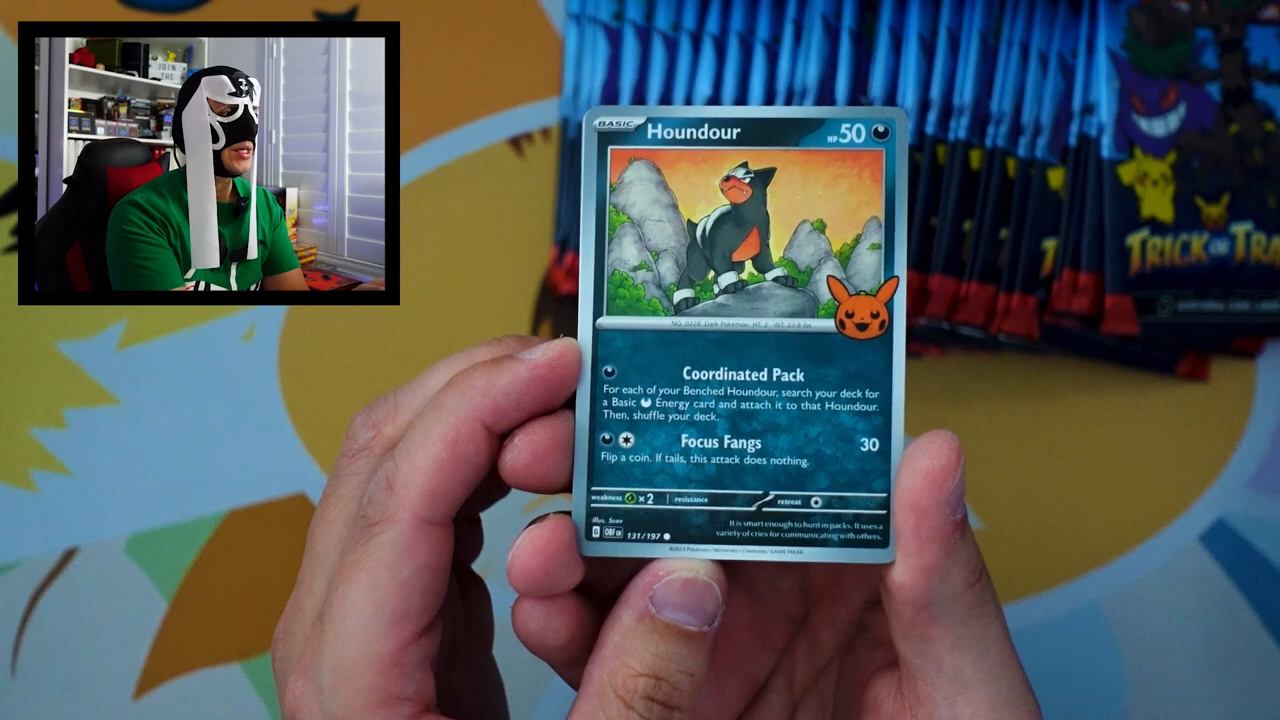 JOIN
THE
BASIC
Houndour
HP 50
NO. 0228 Dark Pokémon HT: 2' WT: 23.8 lbs.
Coordinated Pack
For each of your Benched Houndour, search your deck for
a Basic Energy card and attach it to that Houndour.
Then, shuffle your deck.
Focus Fangs 30
Flip a coin. If tails, this attack does nothing.
weakness ×2 resistance retreat
Illus. Scav
It is smart enough to hunt in packs. It uses a
variety of cries for communicating with others.
G OBF EN 131/197
©2023 Pokémon / Nintendo / Creatures / GAME FREAK
TRICK OR TRA